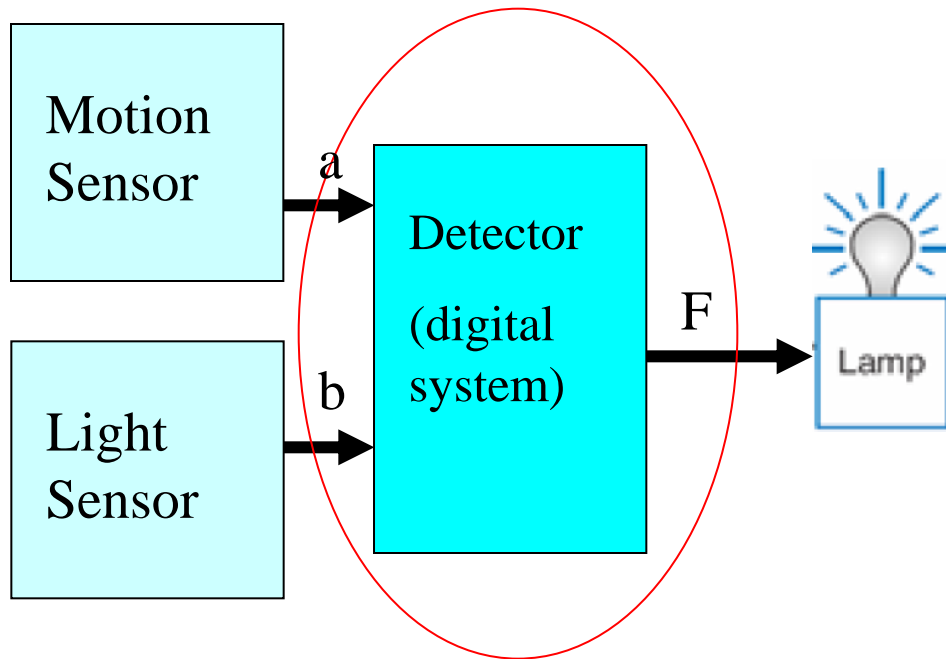 Motion
Sensor
a
Detector
(digital
system)
F
Lamp
b
Light
Sensor